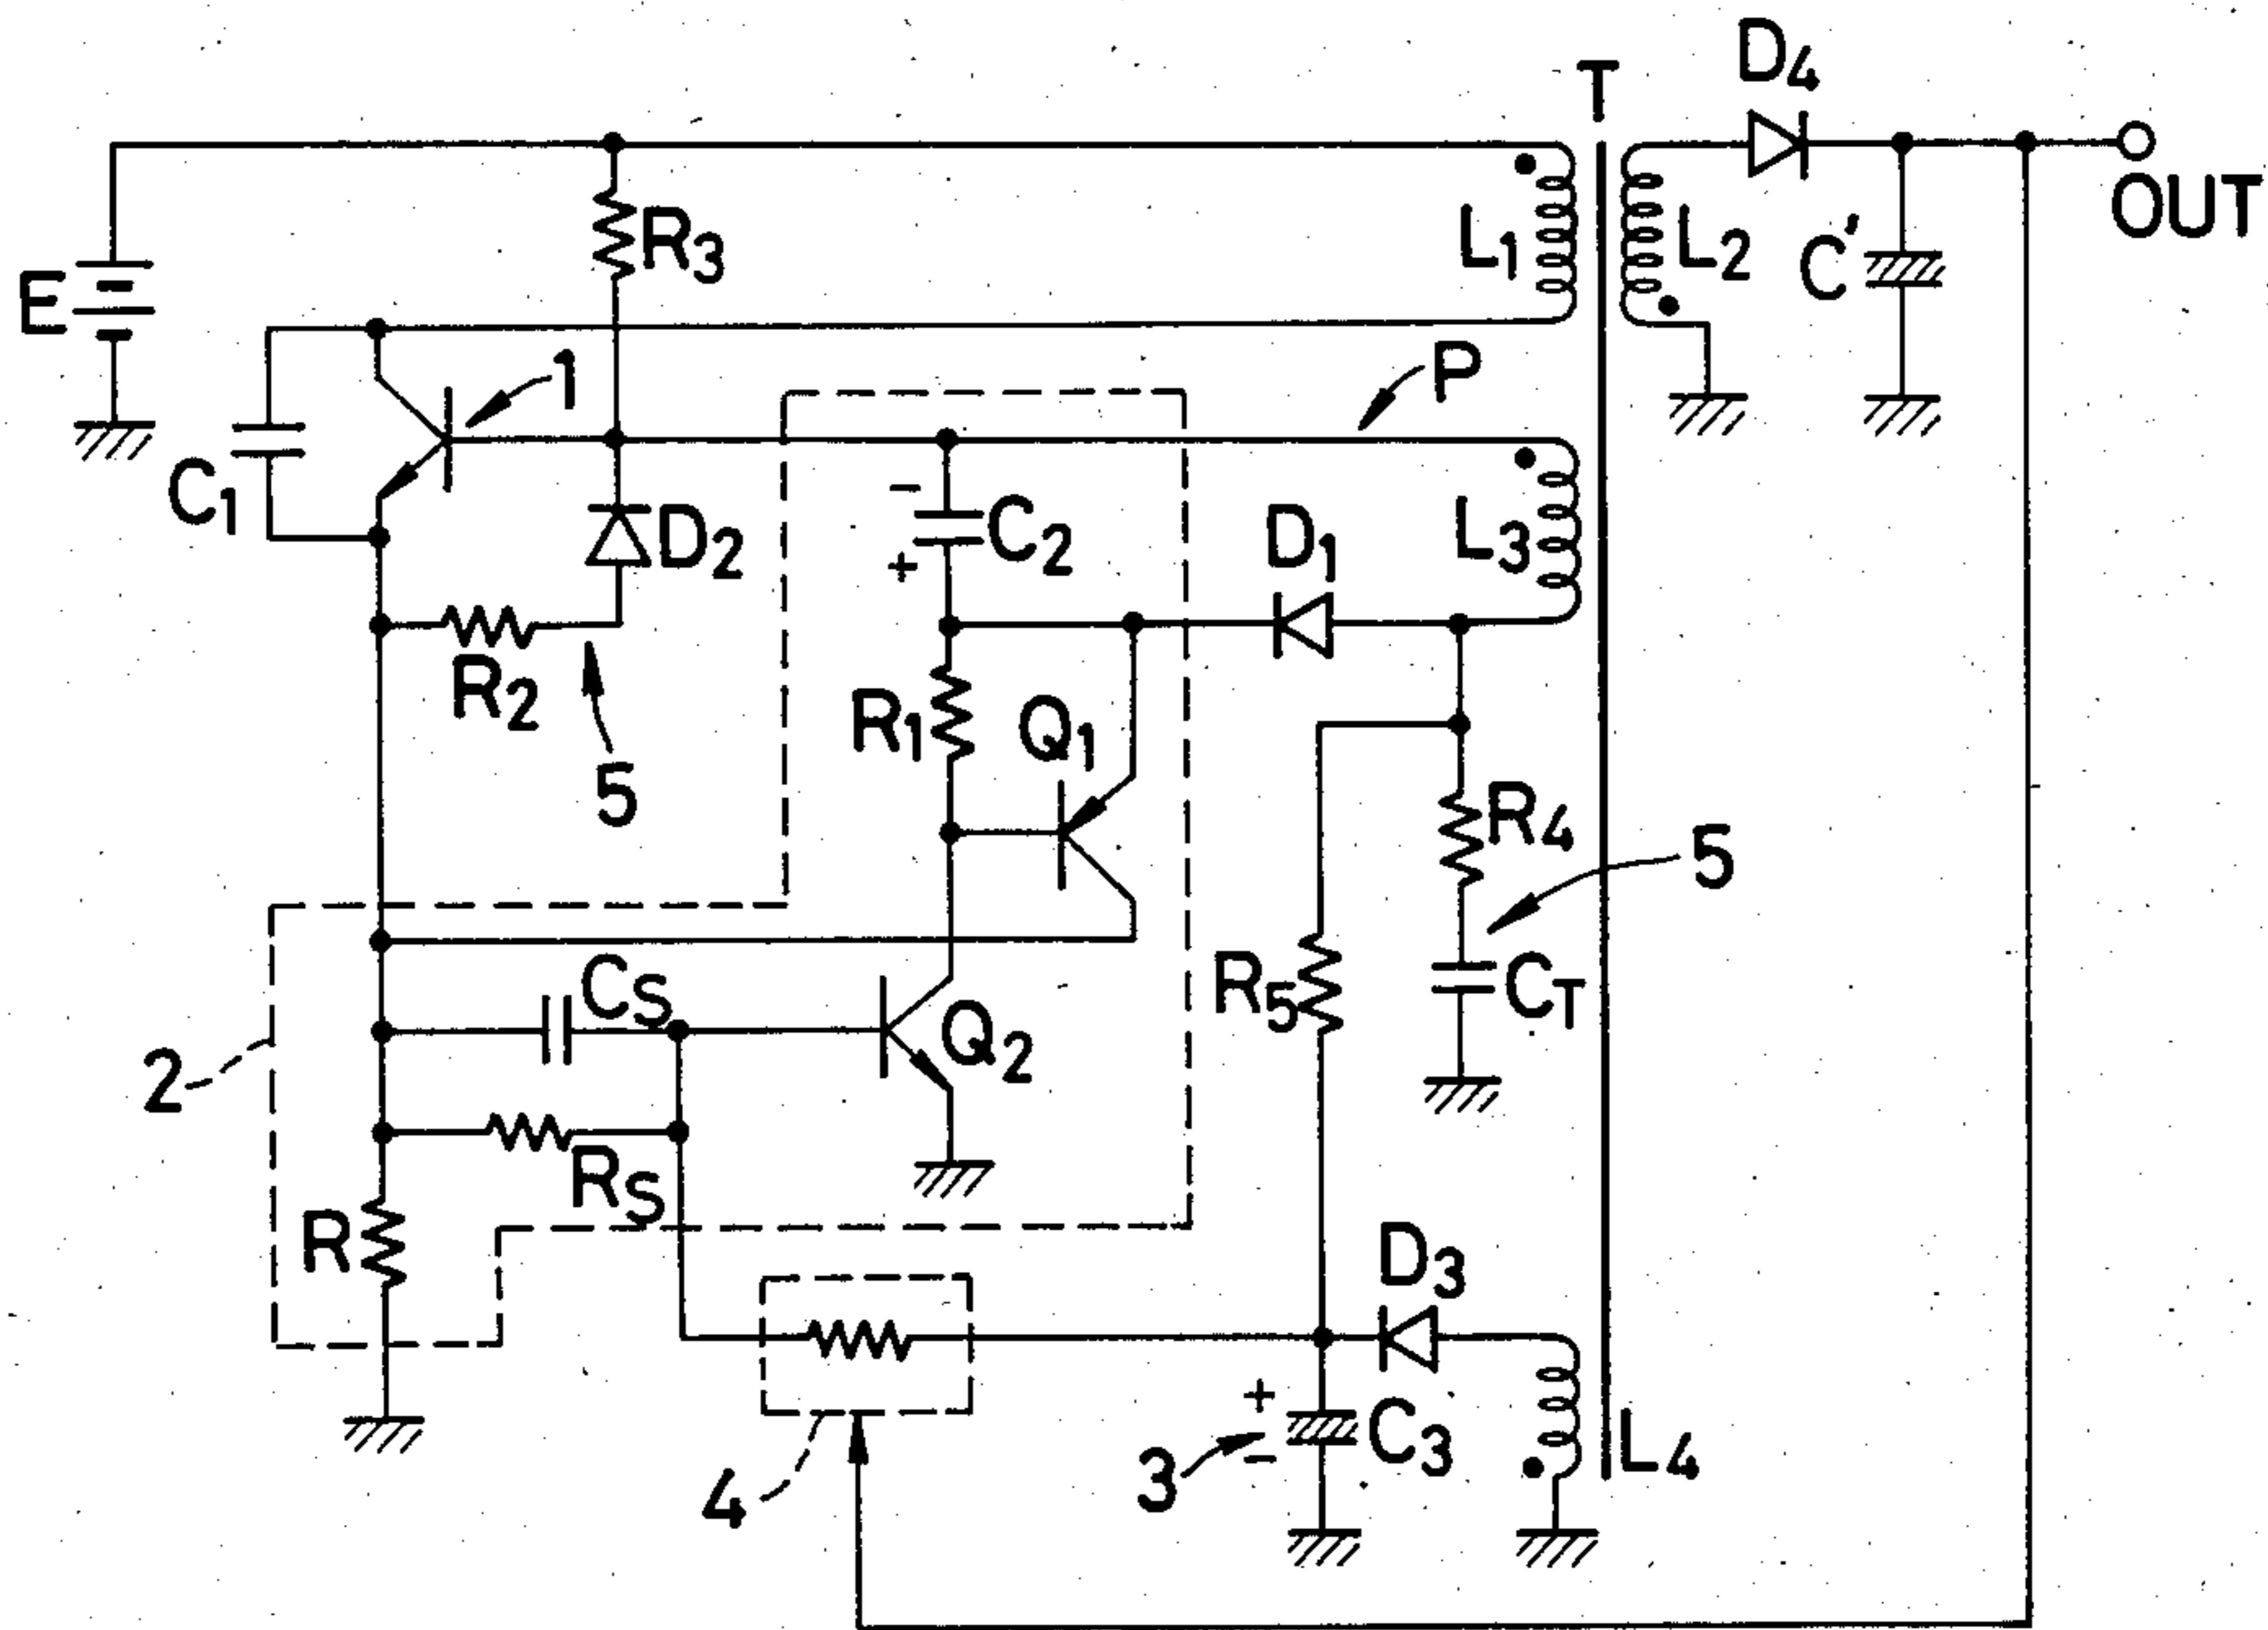 T
D4
OUT
R3
L1
L2
C'
E
1
P
C1
D2
−
C2
+
D1
L3
R2
5
R1
Q1
R4
5
CS
Q2
R5
CT
2
RS
R
D3
+
C3
−
3
4
L4